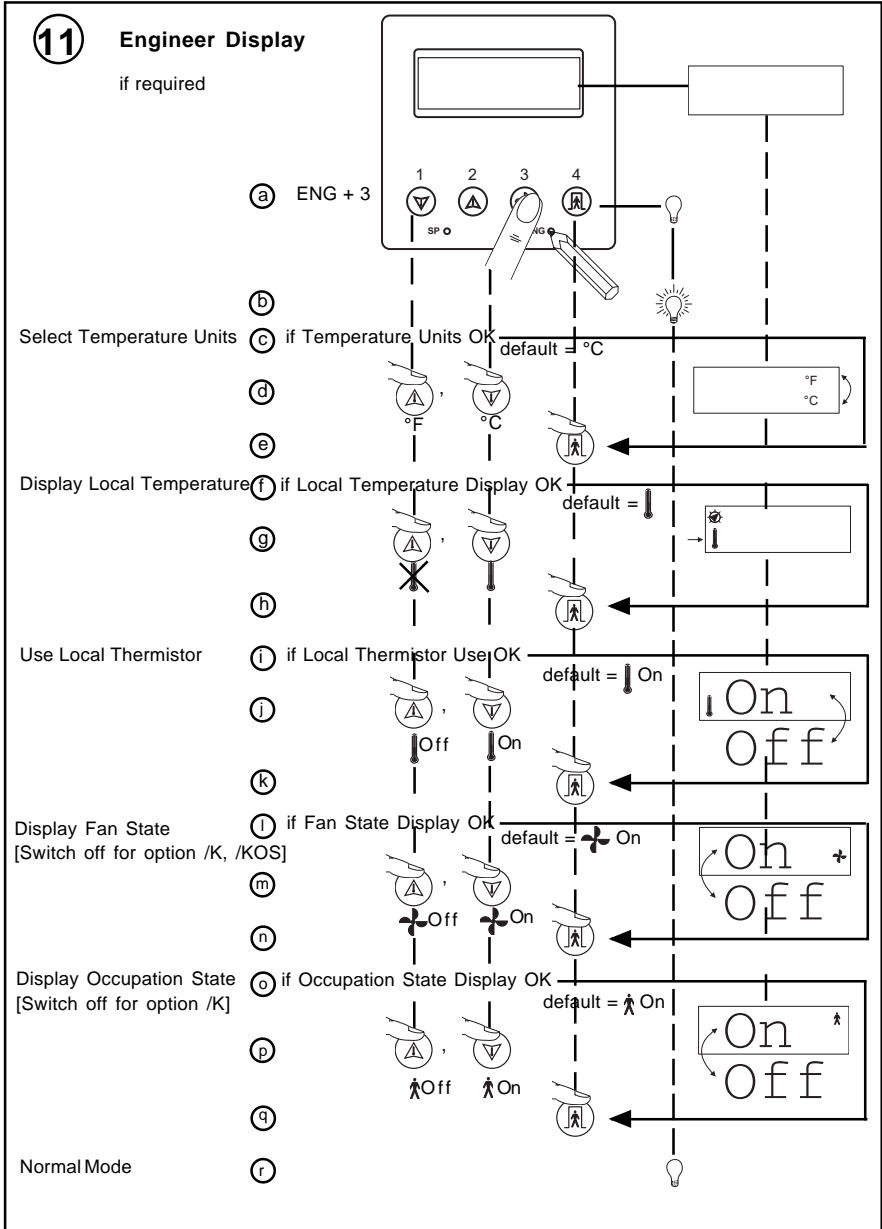 11 Engineer Display
if required
1 2 3 4
a ENG + 3
SP NG
b
Select Temperature Units c if Temperature Units OK
default = °C
°F
°C
d
°F , °C
e
Display Local Temperature f if Local Temperature Display OK
default =
g ,
h
Use Local Thermistor i if Local Thermistor Use OK
default = On
On
j ,
Off On
Off
k
Display Fan State l if Fan State Display OK
[Switch off for option /K, /KOS]
default = On
On
m ,
Off On
Off
n
Display Occupation State o if Occupation State Display OK
[Switch off for option /K]
default = On
On
p ,
Off On
Off
q
Normal Mode r